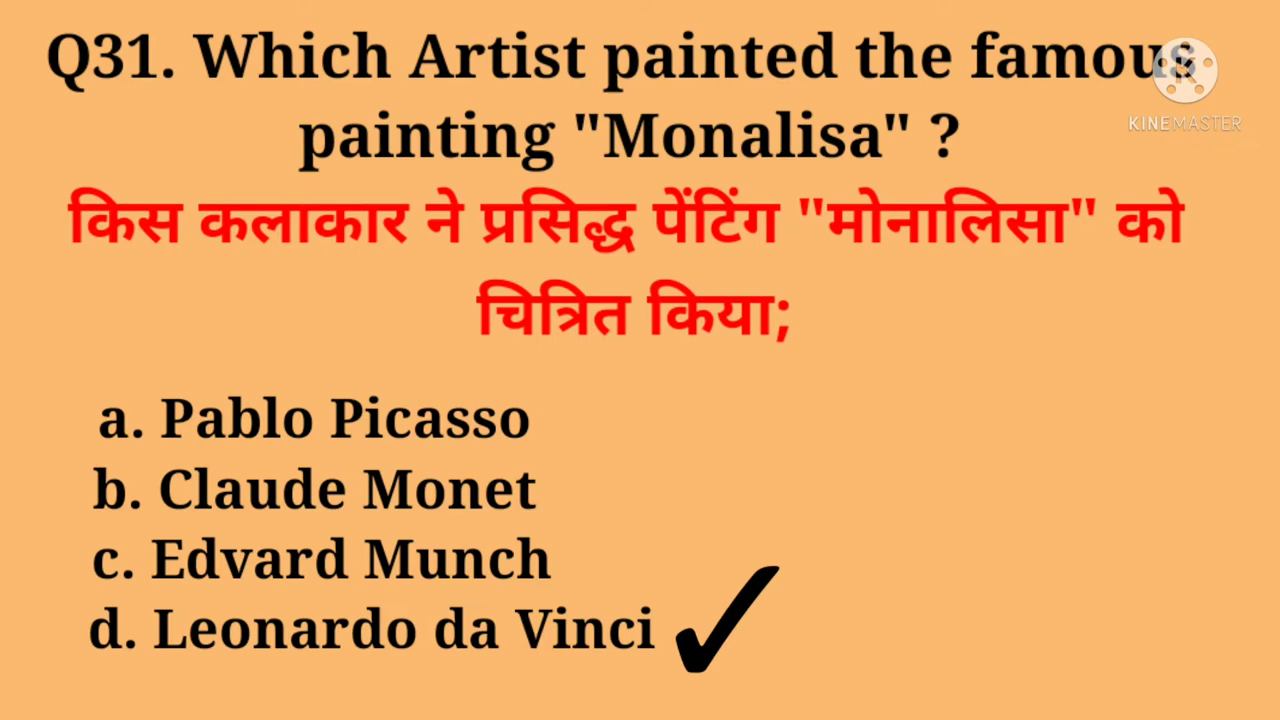 Q31. Which Artist painted the famous
KINEMASTER
painting "Monalisa" ?
किस कलाकार ने प्रसिद्ध पेंटिंग "मोनालिसा" को
चित्रित किया;
a. Pablo Picasso
b. Claude Monet
c. Edvard Munch
d. Leonardo da Vinci